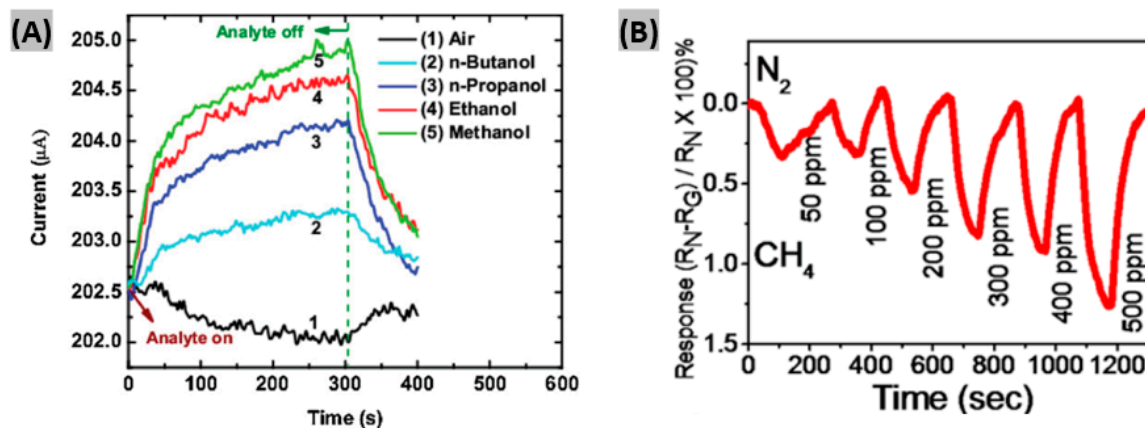 (A)
Analyte off
(1) Air
(2) n-Butanol
(3) n-Propanol
(4) Ethanol
(5) Methanol
5
4
3
2
1
Analyte on
Current (µA)
205.0
204.5
204.0
203.5
203.0
202.5
202.0
0 100 200 300 400 500 600
Time (s)
(B)
N2
CH4
Response (RN-RG) / RN X 100)%
0.0
0.5
1.0
1.5
50 ppm
100 ppm
200 ppm
300 ppm
400 ppm
500 ppm
0 200 400 600 800 1000 1200
Time (sec)